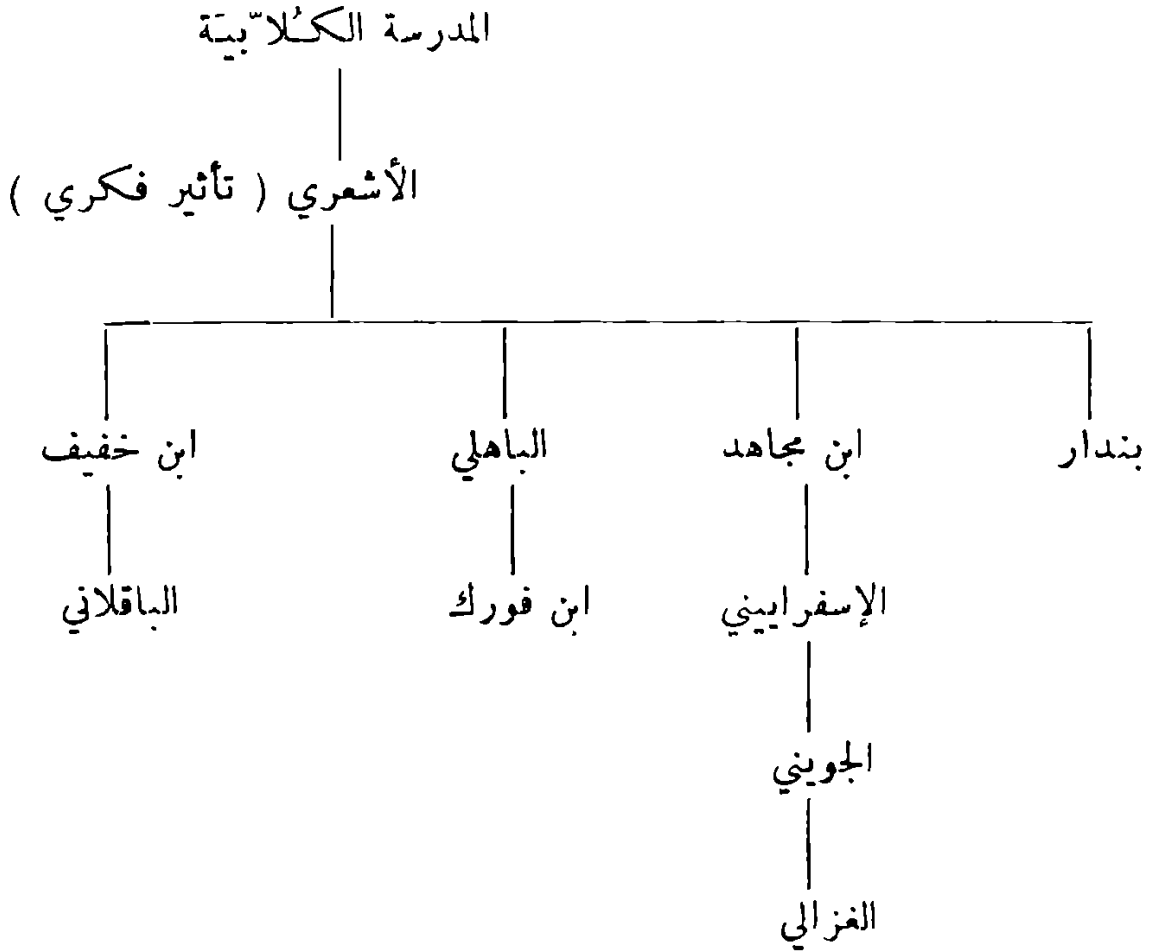 المدرسة الكُلاّبيَة
الأشعري ( تأثير فكري )
بندار
ابن مجاهد
الباهلي
ابن خفيف
الإسفراييني
ابن فورك
الباقلاني
الجويني
الغزالي